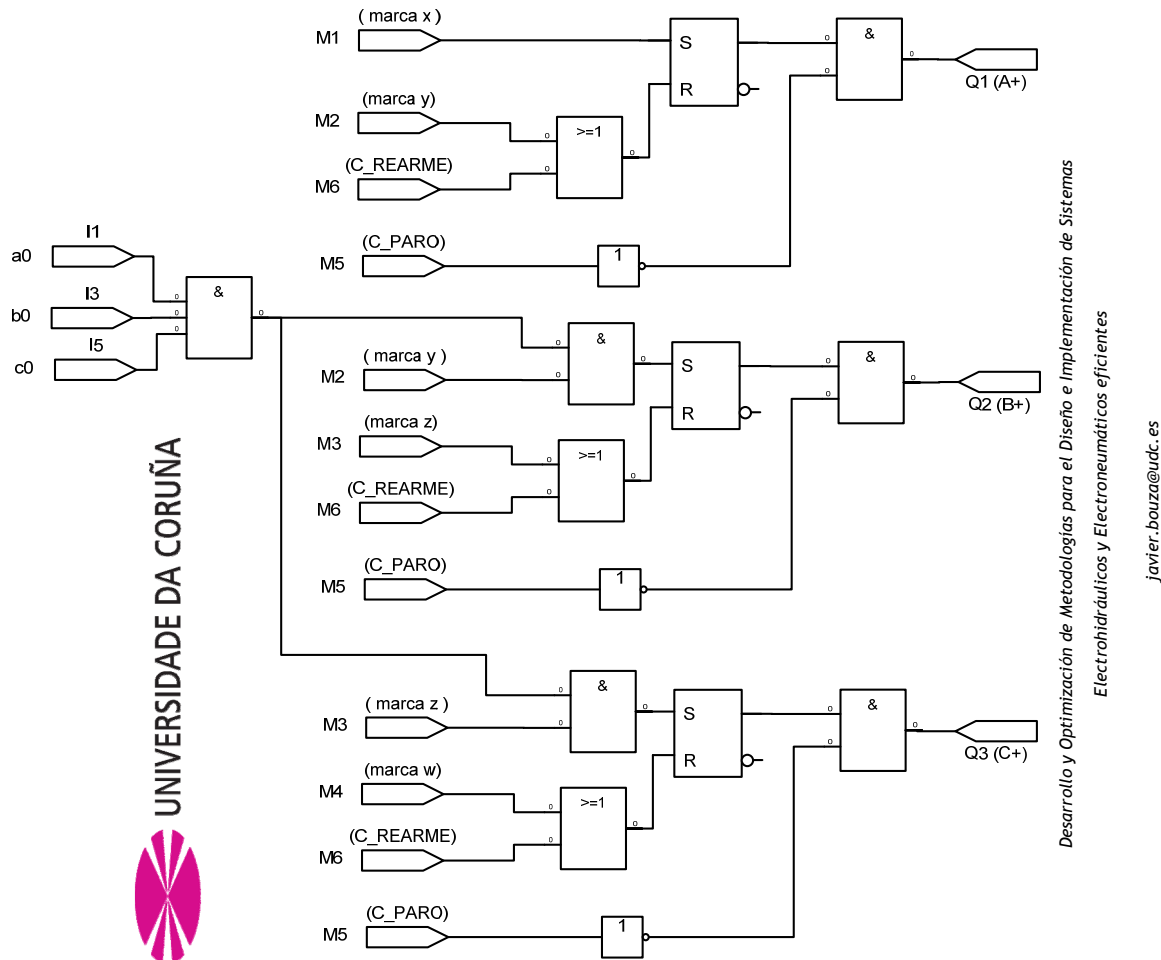 ( marca x )
M1
S
R
&
Q1 (A+)
(marca y)
M2
>=1
(C_REARME)
M6
(C_PARO)
M5
1
I1
a0
I3
b0
I5
c0
&
&
( marca y )
M2
S
R
&
Q2 (B+)
(marca z)
M3
>=1
(C_REARME)
M6
(C_PARO)
M5
1
&
( marca z )
M3
S
R
&
Q3 (C+)
(marca w)
M4
>=1
(C_REARME)
M6
(C_PARO)
M5
1
UNIVERSIDADE DA CORUÑA
Desarrollo y Optimización de Metodologías para el Diseño e Implementación de Sistemas
Electrohidráulicos y Electroneumáticos eficientes
javier.bouza@udc.es